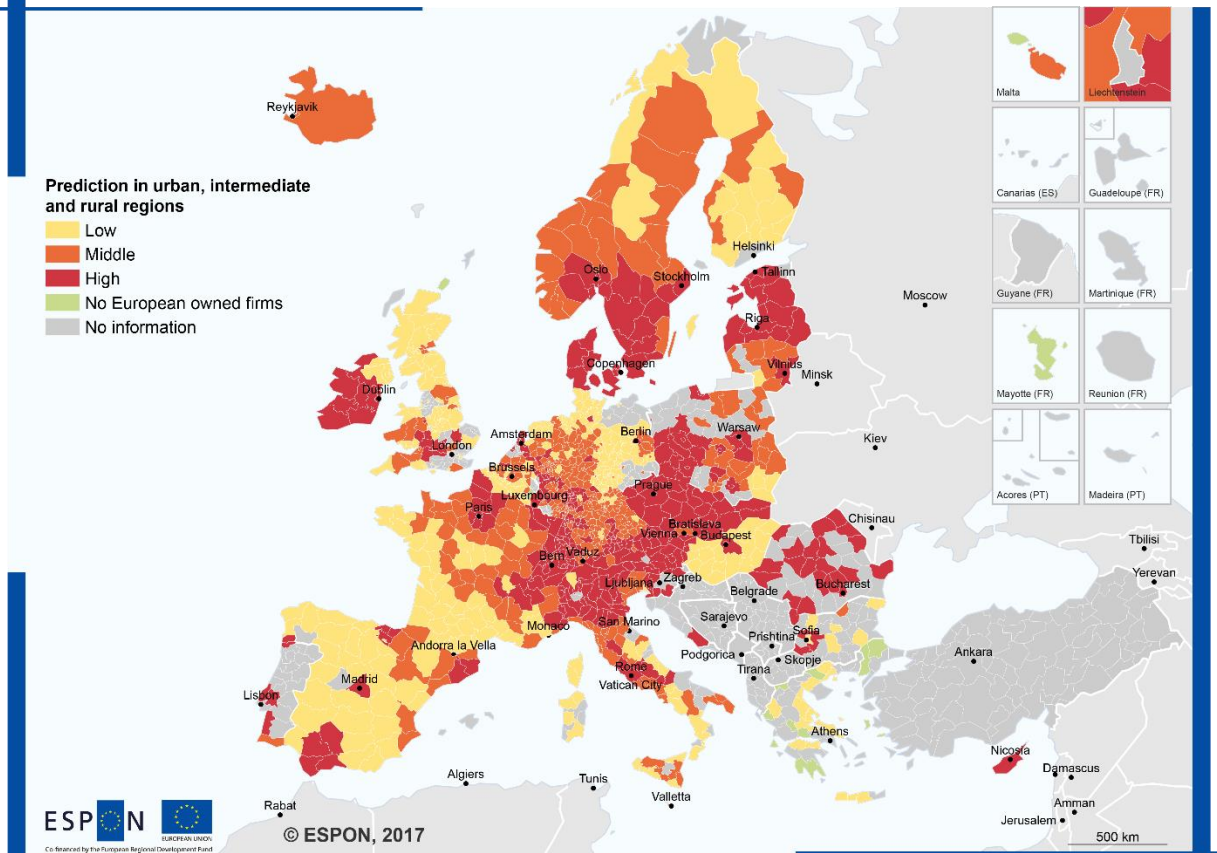 Prediction in urban, intermediate
and rural regions
Low
Middle
High
No European owned firms
No information
Reykjavik
Helsinki
Oslo
Stockholm
Tallinn
Moscow
Riga
Copenhagen
Vilnius
Minsk
Dublin
London
Amsterdam
Berlin
Warsaw
Kiev
Brussels
Prague
Luxembourg
Paris
Bratislava
Vienna
Budapest
Chisinau
Bern
Vaduz
Ljubljana
Zagreb
Belgrade
Bucharest
Tbilisi
Yerevan
Monaco
San Marino
Sarajevo
Prishtina
Sofia
Andorra la Vella
Podgorica
Skopje
Rome
Vatican City
Tirana
Ankara
Madrid
Lisbon
Athens
Nicosia
Damascus
Algiers
Tunis
Valletta
Rabat
Amman
Jerusalem
Malta
Liechtenstein
Canarias (ES)
Guadeloupe (FR)
Guyane (FR)
Martinique (FR)
Mayotte (FR)
Reunion (FR)
Acores (PT)
Madeira (PT)
ESPON
EUROPEAN UNION
Co-financed by the European Regional Development Fund
© ESPON, 2017
500 km